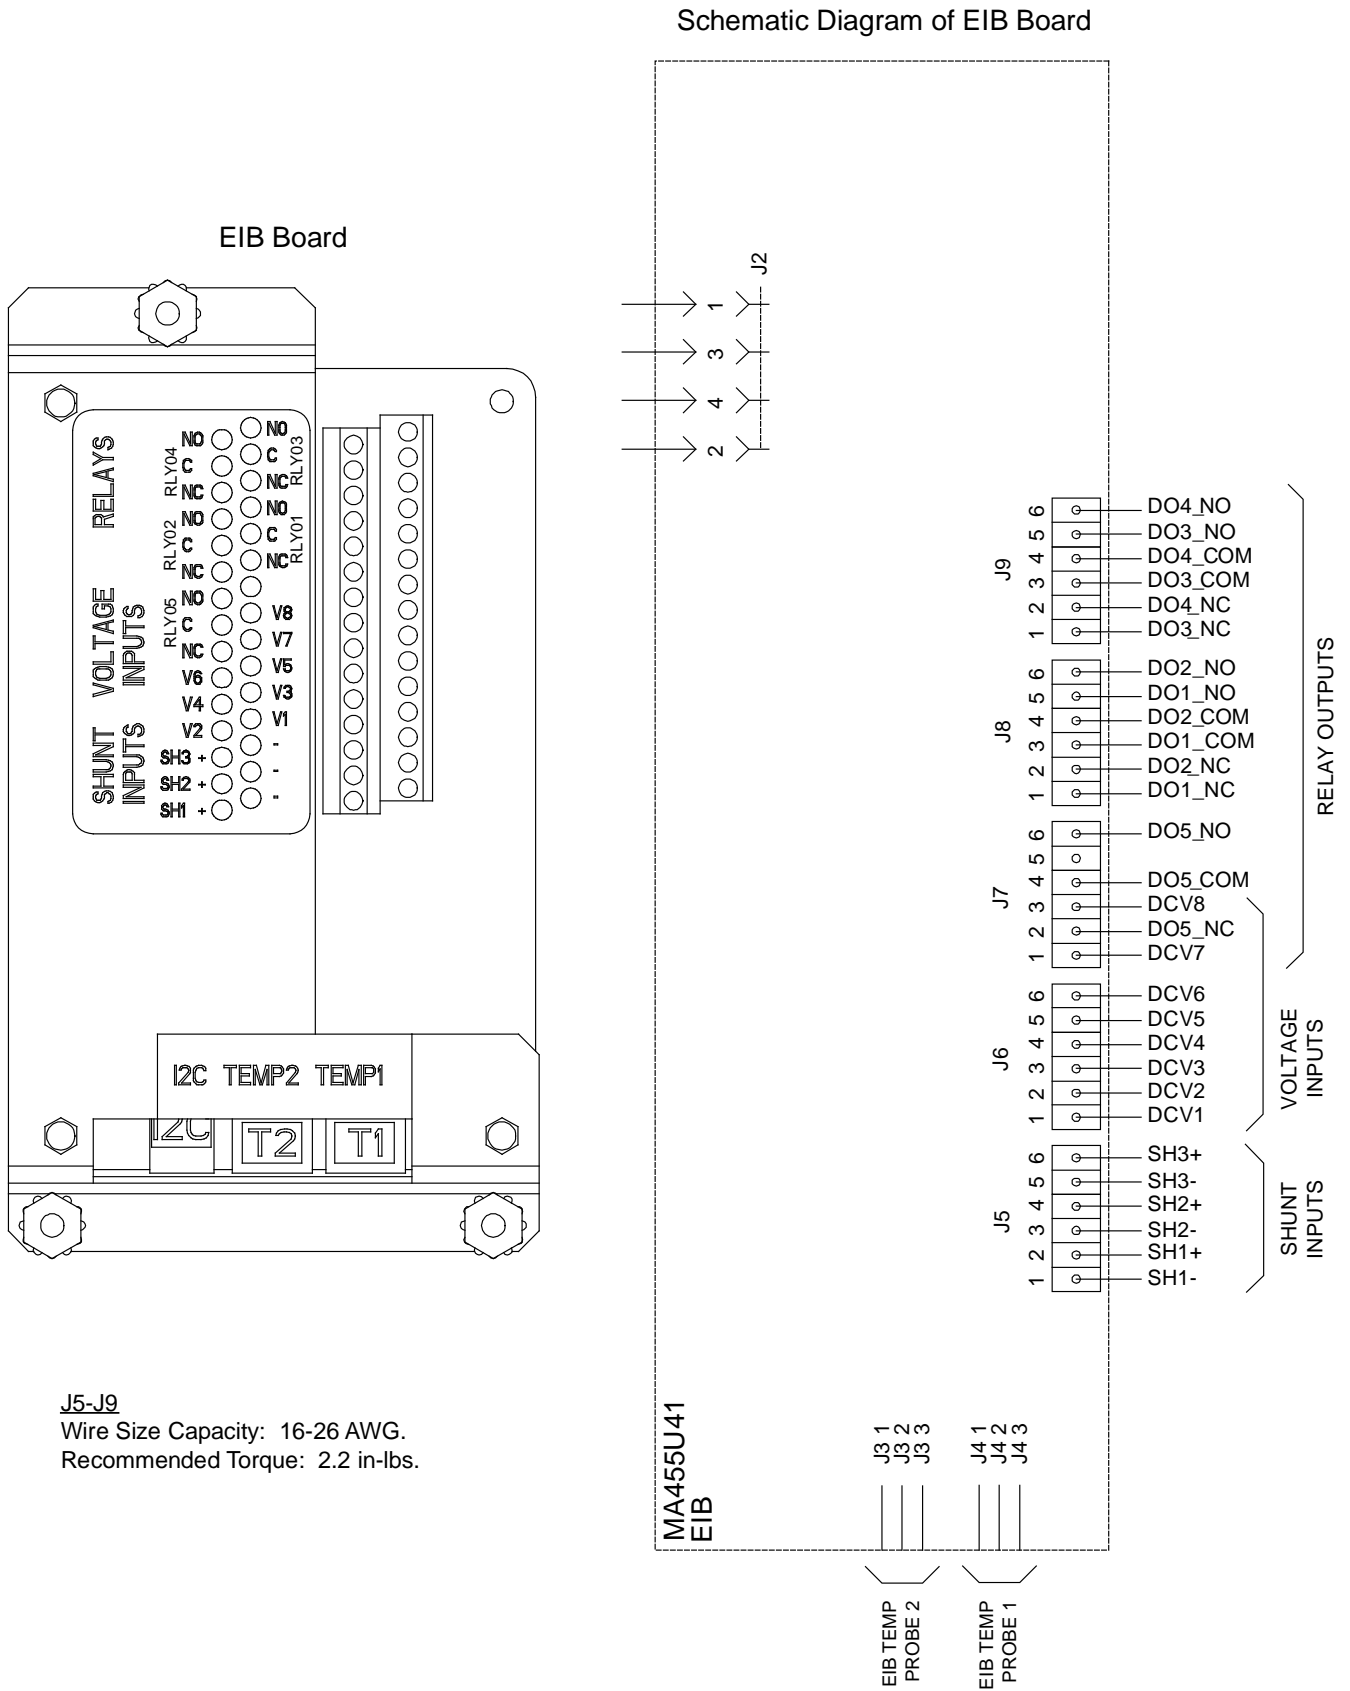 Schematic Diagram of EIB Board
EIB Board
RELAYS
VOLTAGE
INPUTS
SHUNT
INPUTS
RLY04
NO
C
NC
RLY02
NO
C
NC
RLY05
NO
C
NC
V6
V4
V2
SH3 +
SH2 +
SH1 +
NO
C
NC
RLY03
NO
C
NC
RLY01
V8
V7
V5
V3
V1
-
-
-
I2C TEMP2 TEMP1
I2C
T2
T1
J5-J9
Wire Size Capacity: 16-26 AWG.
Recommended Torque: 2.2 in-lbs.
J2
1
3
4
2
J9
6 DO4_NO
5 DO3_NO
4 DO4_COM
3 DO3_COM
2 DO4_NC
1 DO3_NC
J8
6 DO2_NO
5 DO1_NO
4 DO2_COM
3 DO1_COM
2 DO2_NC
1 DO1_NC
J7
6 DO5_NO
5
4 DO5_COM
3 DCV8
2 DO5_NC
1 DCV7
J6
6 DCV6
5 DCV5
4 DCV4
3 DCV3
2 DCV2
1 DCV1
J5
6 SH3+
5 SH3-
4 SH2+
3 SH2-
2 SH1+
1 SH1-
RELAY OUTPUTS
VOLTAGE
INPUTS
SHUNT
INPUTS
MA455U41
EIB
J3 1
J3 2
J3 3
J4 1
J4 2
J4 3
EIB TEMP
PROBE 2
EIB TEMP
PROBE 1